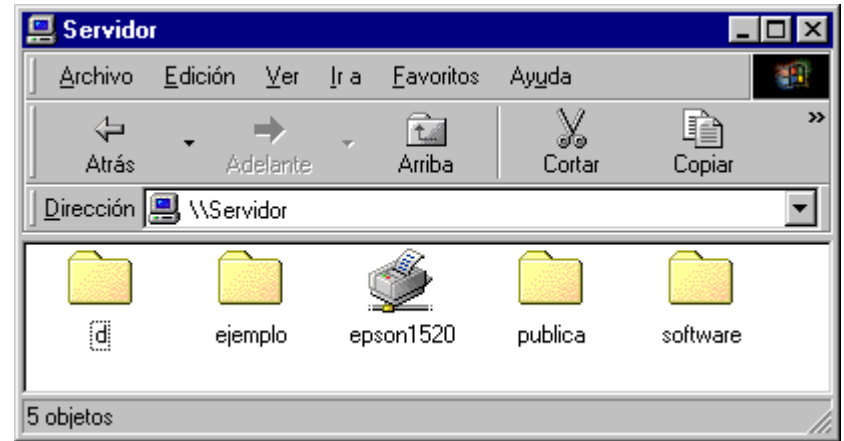 Servidor
Archivo Edición Ver Ir a Favoritos Ayuda
Atrás Adelante Arriba Cortar Copiar »
Dirección \\Servidor
d ejemplo epson1520 publica software
5 objetos